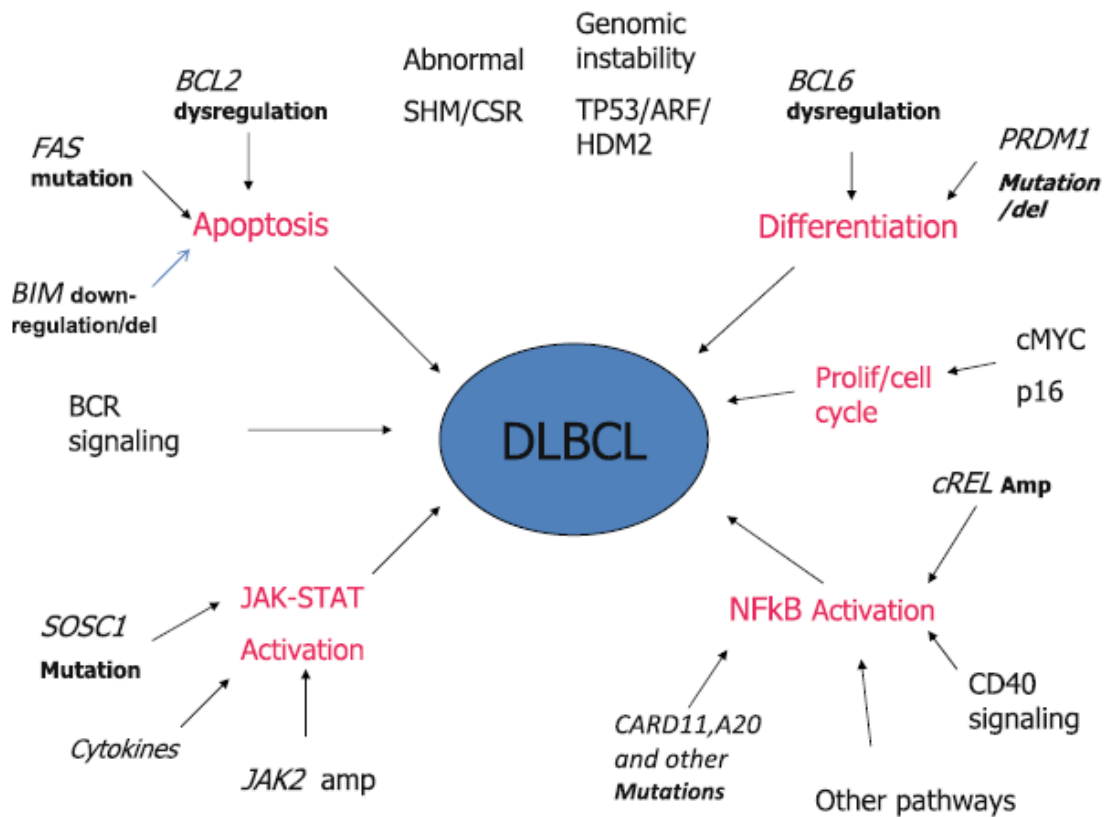 Genomic
instability
Abnormal
SHM/CSR
TP53/ARF/
HDM2
BCL2
dysregulation
BCL6
dysregulation
FAS
mutation
PRDM1
Mutation
/del
Apoptosis
Differentiation
BIM down-
regulation/del
cMYC
p16
Prolif/cell
cycle
BCR
signaling
DLBCL
cREL Amp
JAK-STAT
Activation
NFkB Activation
SOSC1
Mutation
CD40
signaling
Cytokines
JAK2 amp
CARD11,A20
and other
Mutations
Other pathways